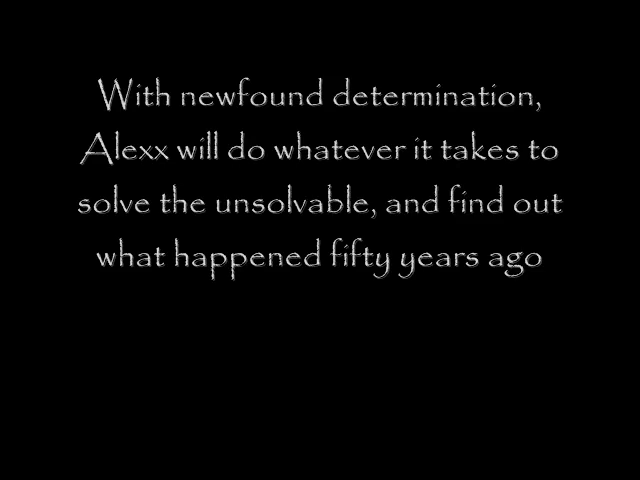 With newfound determination,
Alexx will do whatever it takes to
solve the unsolvable, and find out
what happened fifty years ago